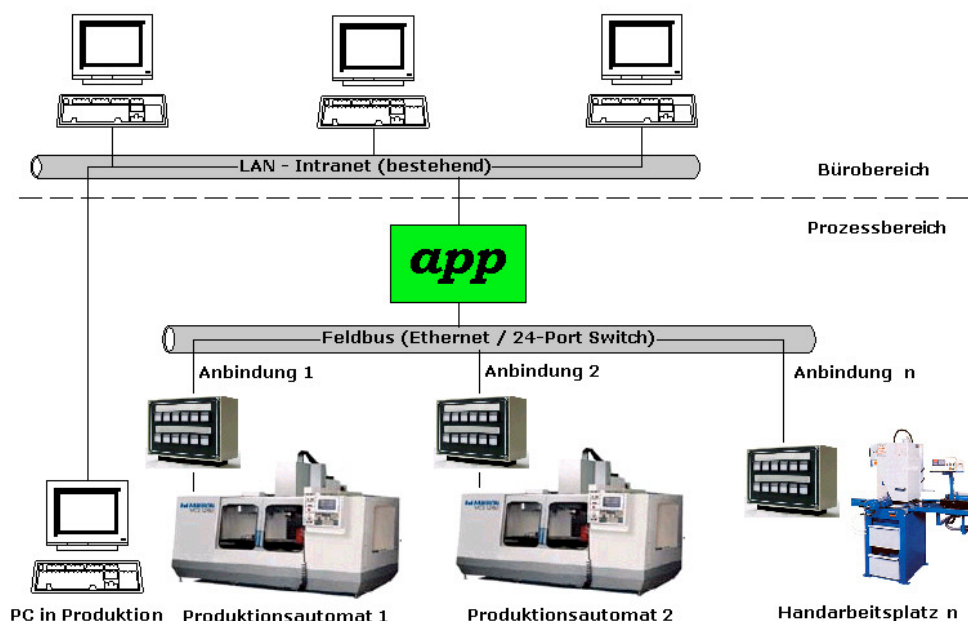 LAN - Intranet (bestehend)
Bürobereich
Prozessbereich
app
Feldbus (Ethernet / 24-Port Switch)
Anbindung 1
Anbindung 2
Anbindung n
PC in Produktion
Produktionsautomat 1
Produktionsautomat 2
Handarbeitsplatz n